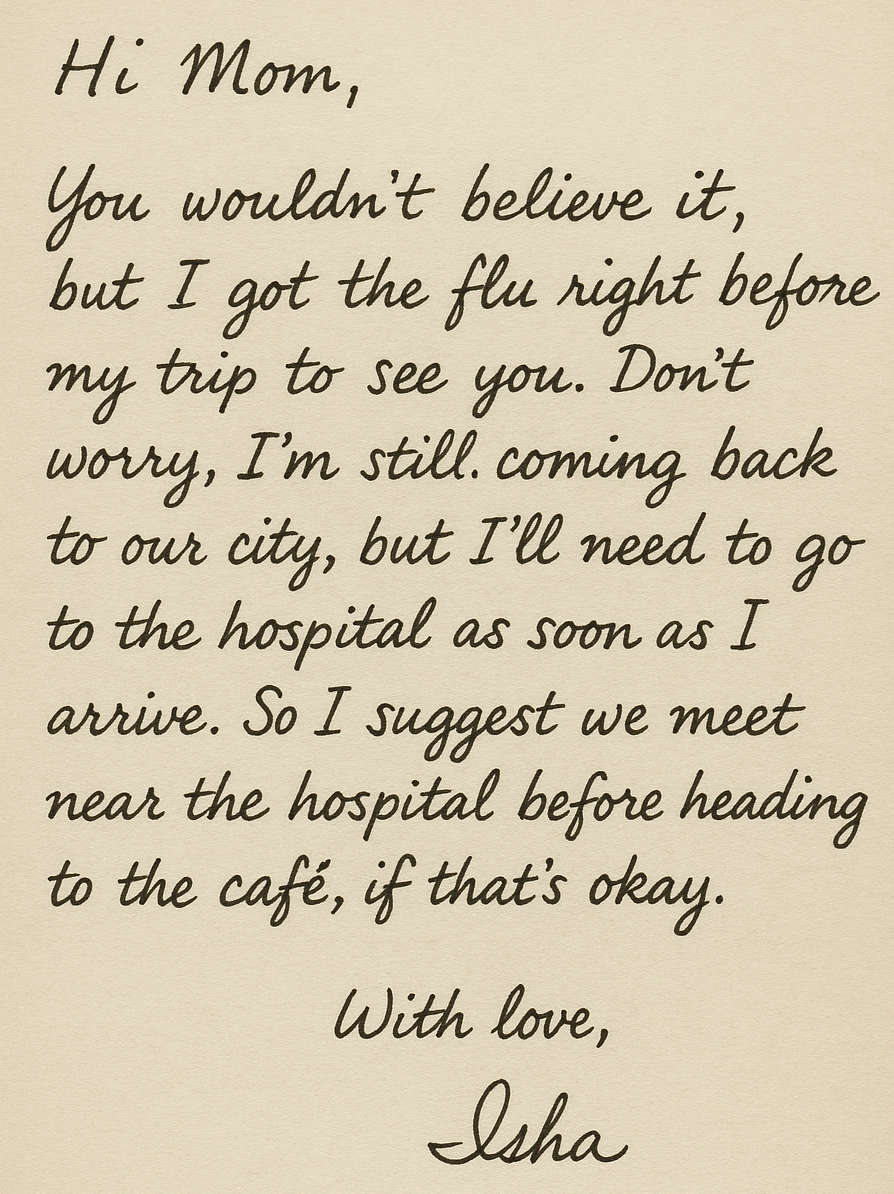 Hi Mom,
You wouldn't believe it,
but I got the flu right before
my trip to see you. Don't
worry, I'm still. coming back
to our city, but I'll need to go
to the hospital as soon as I
arrive. So I suggest we meet
near the hospital before heading
to the café, if that's okay.
With love,
Isha